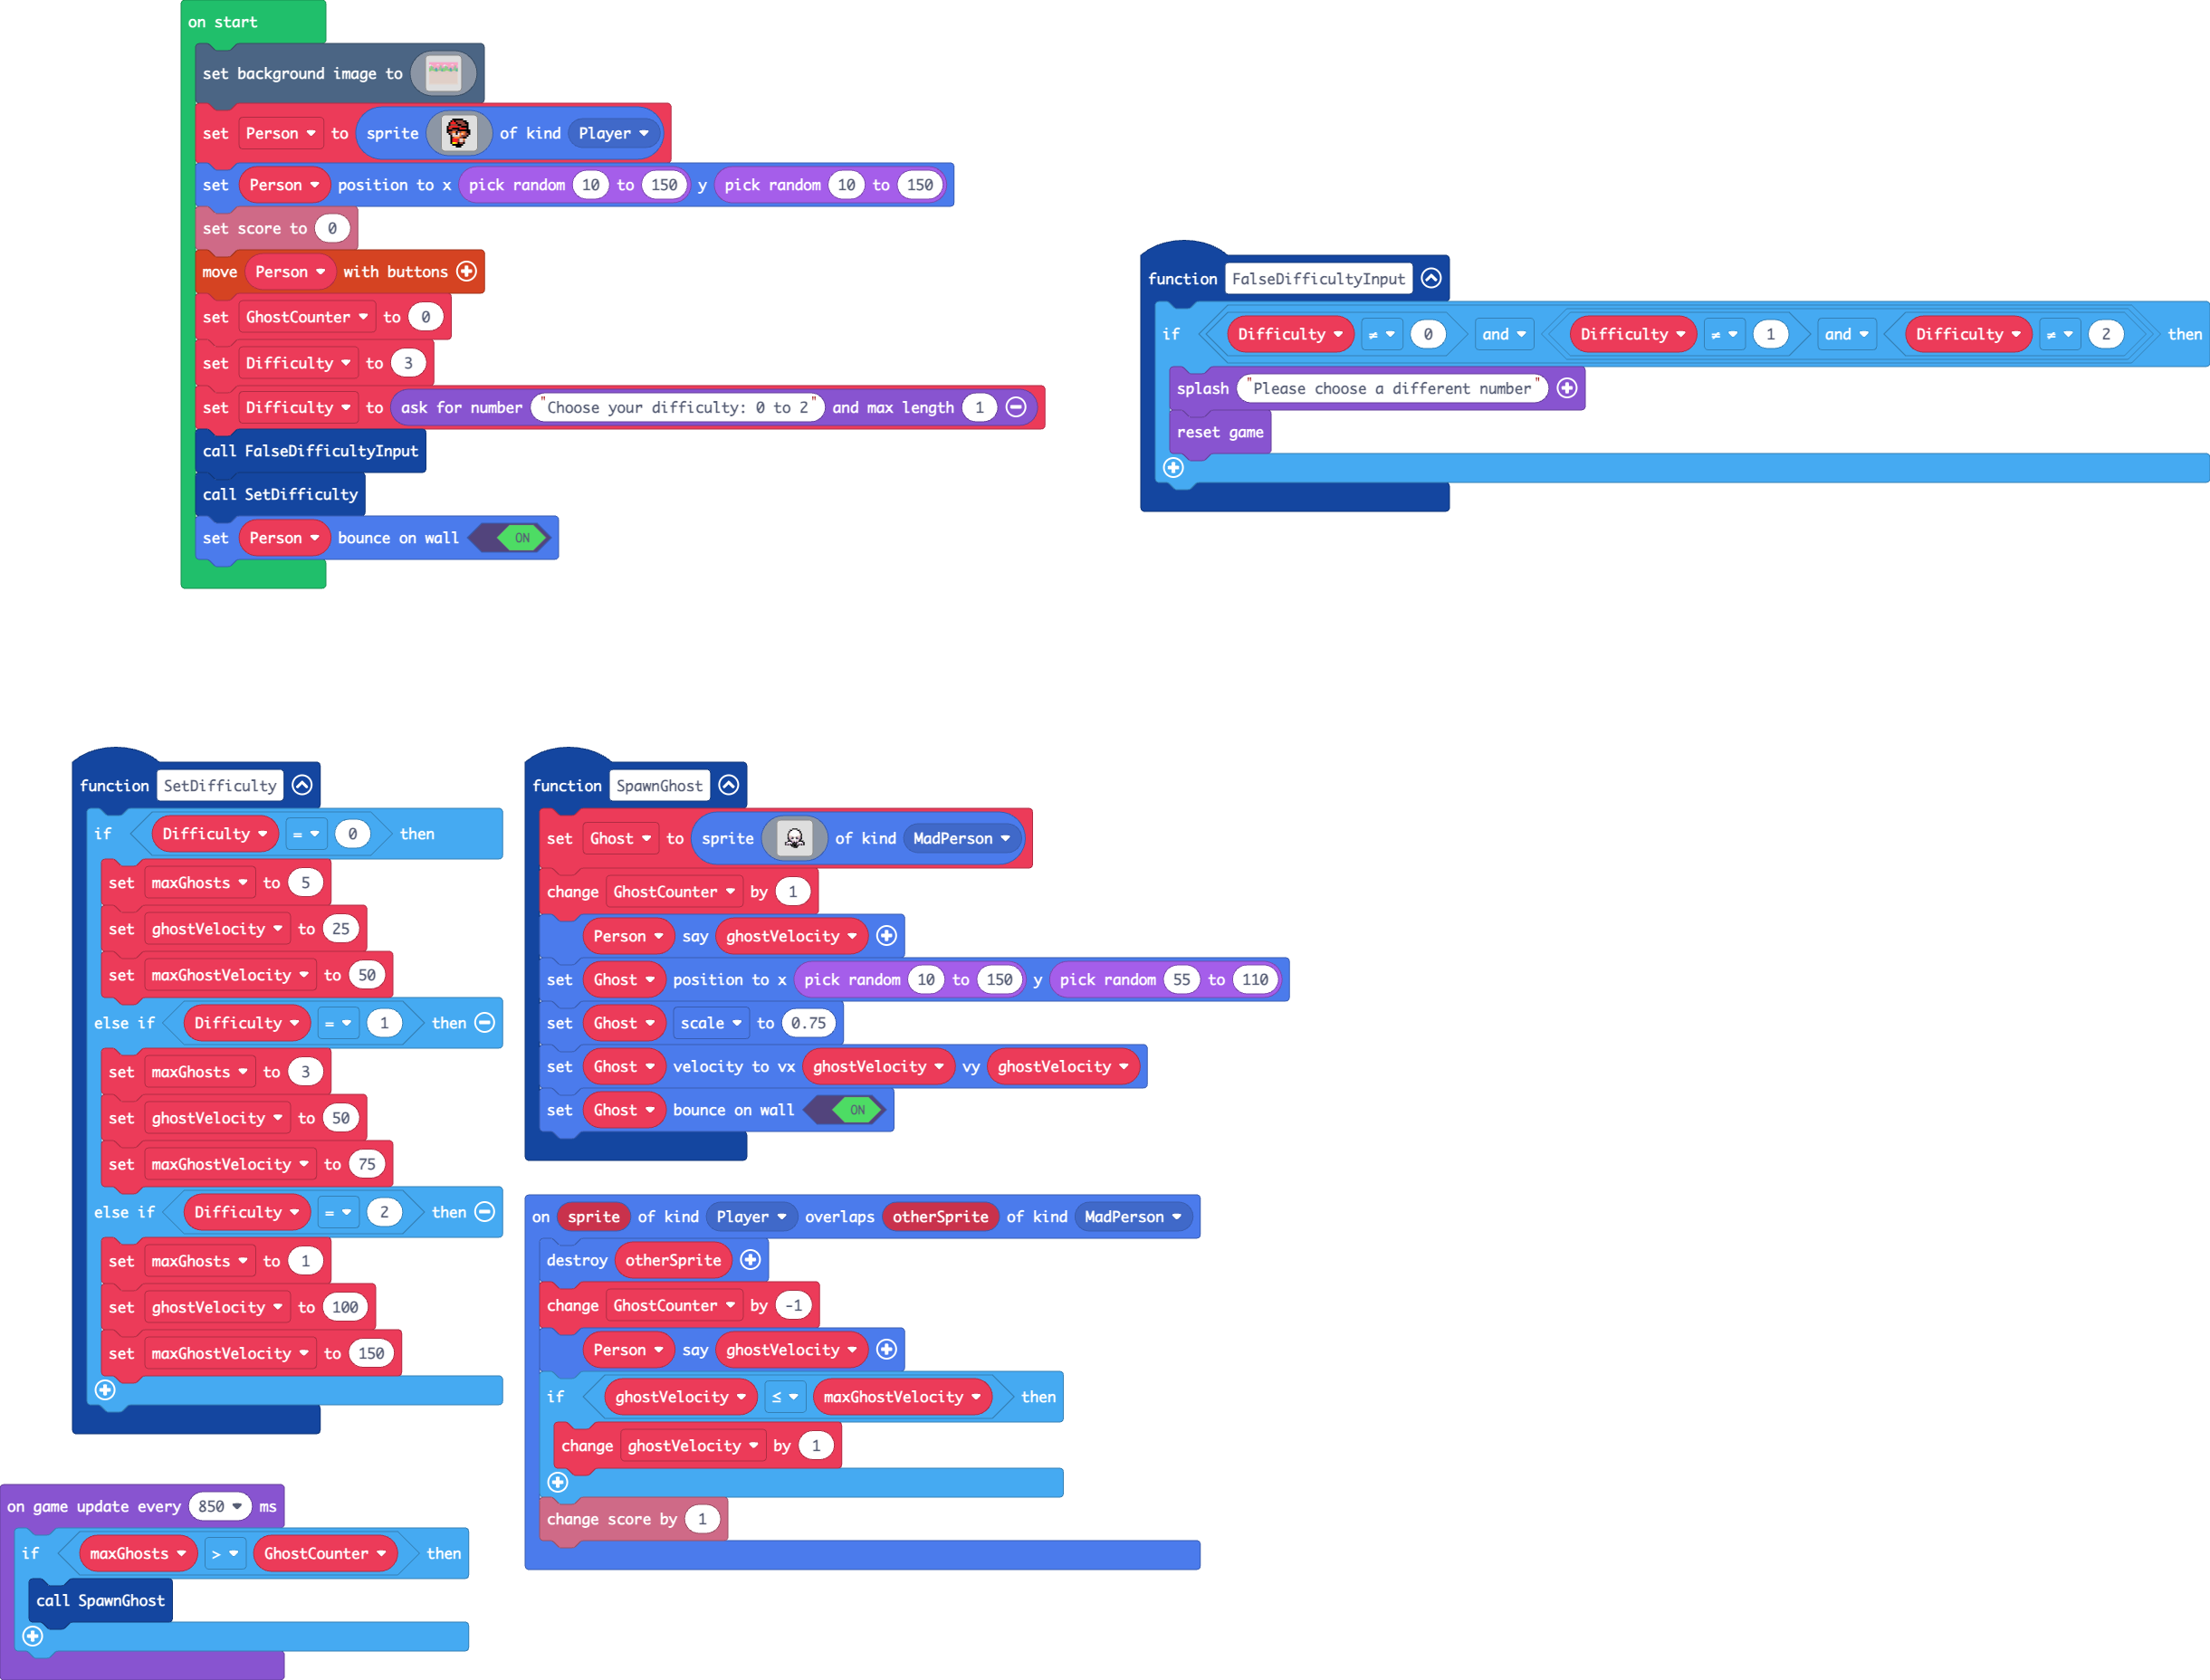 on start
set background image to
set Person to sprite of kind Player
set Person position to x pick random 10 to 150 y pick random 10 to 150
set score to 0
move Person with buttons
set GhostCounter to 0
set Difficulty to 3
set Difficulty to ask for number "Choose your difficulty: 0 to 2" and max length 1
call FalseDifficultyInput
call SetDifficulty
set Person bounce on wall ON
function FalseDifficultyInput
if Difficulty ≠ 0 and Difficulty ≠ 1 and Difficulty ≠ 2 then
splash "Please choose a different number"
reset game
function SetDifficulty
if Difficulty = 0 then
set maxGhosts to 5
set ghostVelocity to 25
set maxGhostVelocity to 50
else if Difficulty = 1 then
set maxGhosts to 3
set ghostVelocity to 50
set maxGhostVelocity to 75
else if Difficulty = 2 then
set maxGhosts to 1
set ghostVelocity to 100
set maxGhostVelocity to 150
function SpawnGhost
set Ghost to sprite of kind MadPerson
change GhostCounter by 1
Person say ghostVelocity
set Ghost position to x pick random 10 to 150 y pick random 55 to 110
set Ghost scale to 0.75
set Ghost velocity to vx ghostVelocity vy ghostVelocity
set Ghost bounce on wall ON
on sprite of kind Player overlaps otherSprite of kind MadPerson
destroy otherSprite
change GhostCounter by -1
Person say ghostVelocity
if ghostVelocity ≤ maxGhostVelocity then
change ghostVelocity by 1
change score by 1
on game update every 850 ms
if maxGhosts > GhostCounter then
call SpawnGhost